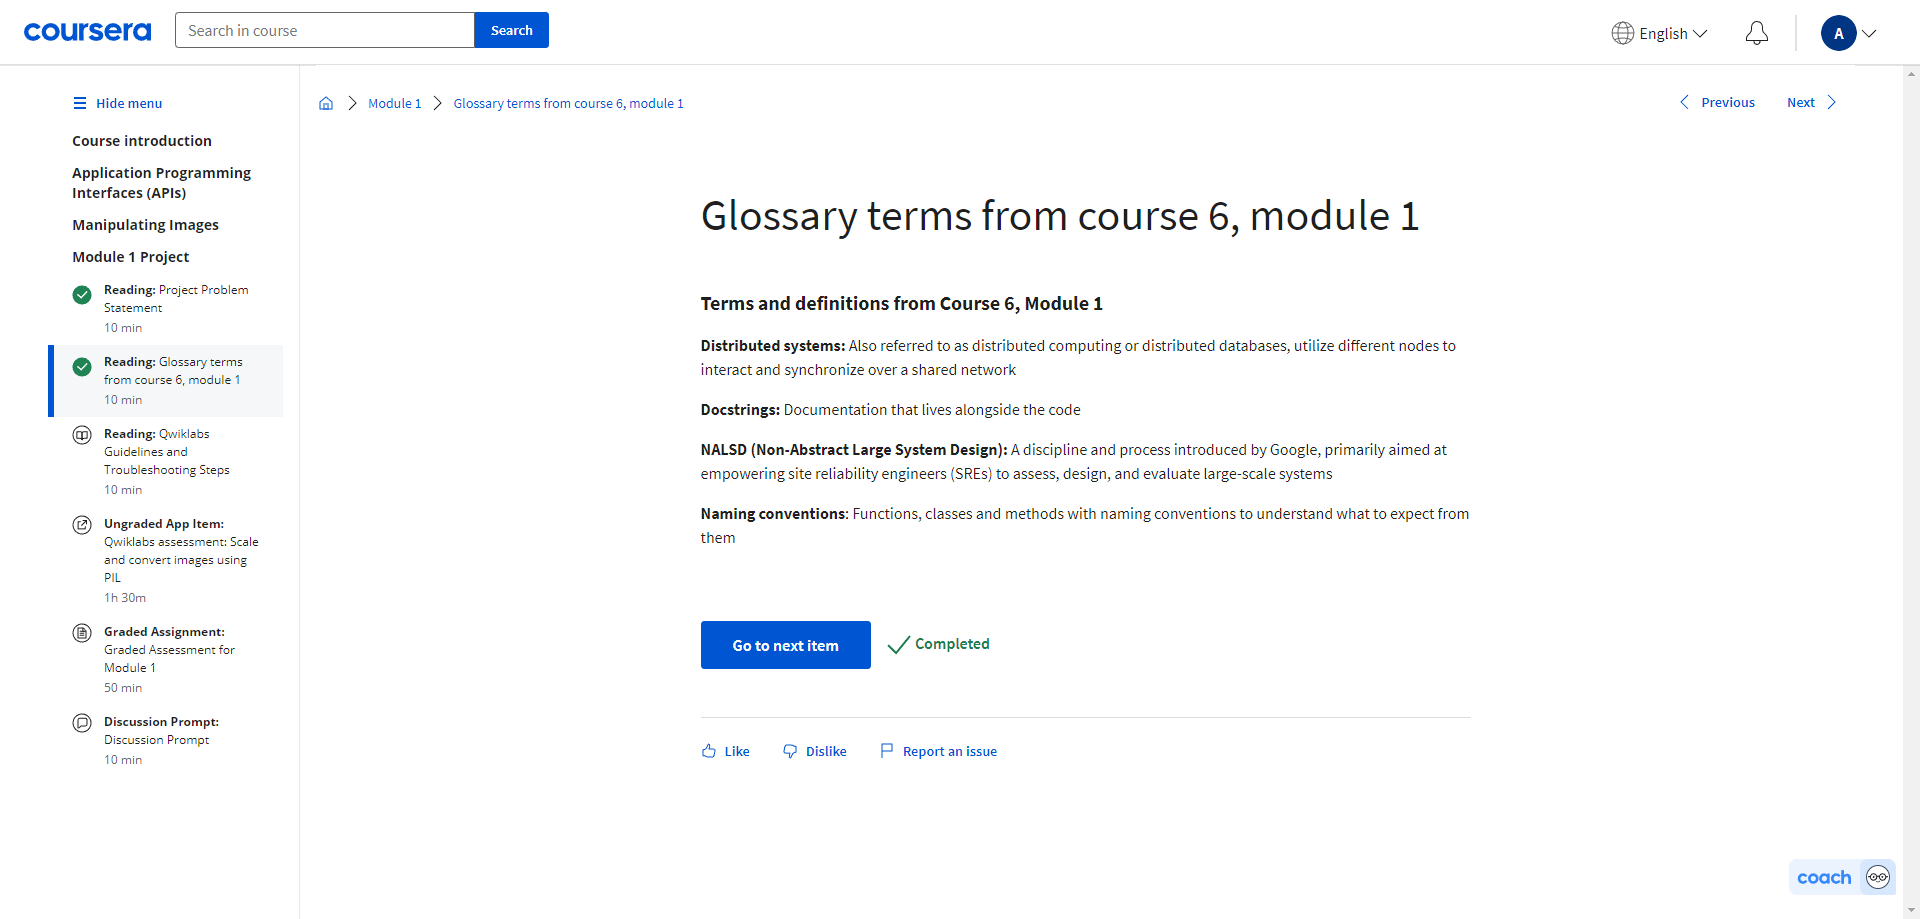 coursera
Search in course
Search
English
A
Hide menu
Course introduction
Application Programming
Interfaces (APIs)
Manipulating Images
Module 1 Project
Reading: Project Problem
Statement
10 min
Reading: Glossary terms
from course 6, module 1
10 min
Reading: Qwiklabs
Guidelines and
Troubleshooting Steps
10 min
Ungraded App Item:
Qwiklabs assessment: Scale
and convert images using
PIL
1h 30m
Graded Assignment:
Graded Assessment for
Module 1
50 min
Discussion Prompt:
Discussion Prompt
10 min
Module 1
Glossary terms from course 6, module 1
Previous
Next
Glossary terms from course 6, module 1
Terms and definitions from Course 6, Module 1
Distributed systems: Also referred to as distributed computing or distributed databases, utilize different nodes to
interact and synchronize over a shared network
Docstrings: Documentation that lives alongside the code
NALSD (Non-Abstract Large System Design): A discipline and process introduced by Google, primarily aimed at
empowering site reliability engineers (SREs) to assess, design, and evaluate large-scale systems
Naming conventions: Functions, classes and methods with naming conventions to understand what to expect from
them
Go to next item
Completed
Like
Dislike
Report an issue
coach